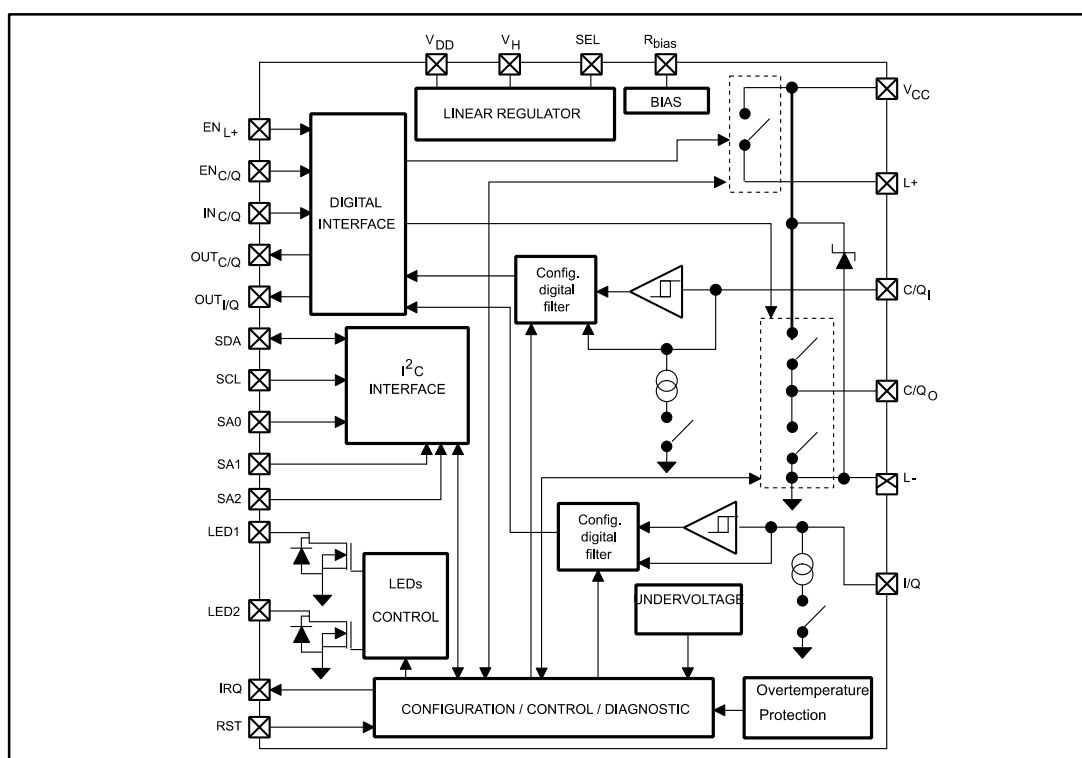 VDD
VH
SEL
Rbias
LINEAR REGULATOR
BIAS
VCC
ENL+
ENC/Q
INC/Q
OUTC/Q
OUTI/Q
DIGITAL
INTERFACE
L+
Config.
digital
filter
C/QI
SDA
SCL
SA0
SA1
SA2
I2C
INTERFACE
C/QO
L-
LED1
LED2
LEDs
CONTROL
Config.
digital
filter
I/Q
UNDERVOLTAGE
IRQ
RST
CONFIGURATION / CONTROL / DIAGNOSTIC
Overtemperature
Protection